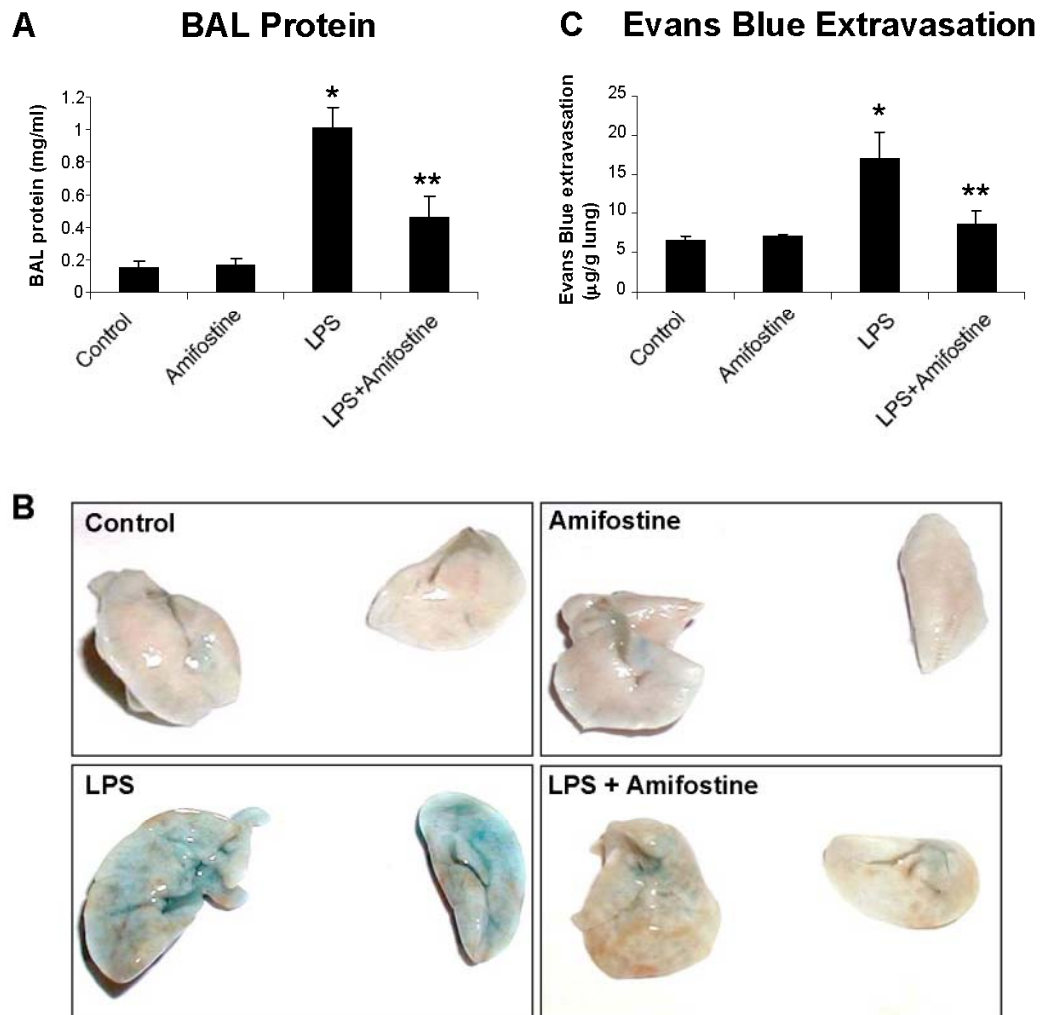 A
BAL Protein
BAL protein (mg/ml)
1.2
1
0.8
0.6
0.4
0.2
0
*
**
Control
Amifostine
LPS
LPS+Amifostine
C
Evans Blue Extravasation
Evans Blue extravasation
(µg/g lung)
25
20
15
10
5
0
*
**
Control
Amifostine
LPS
LPS+Amifostine
B
Control
Amifostine
LPS
LPS + Amifostine